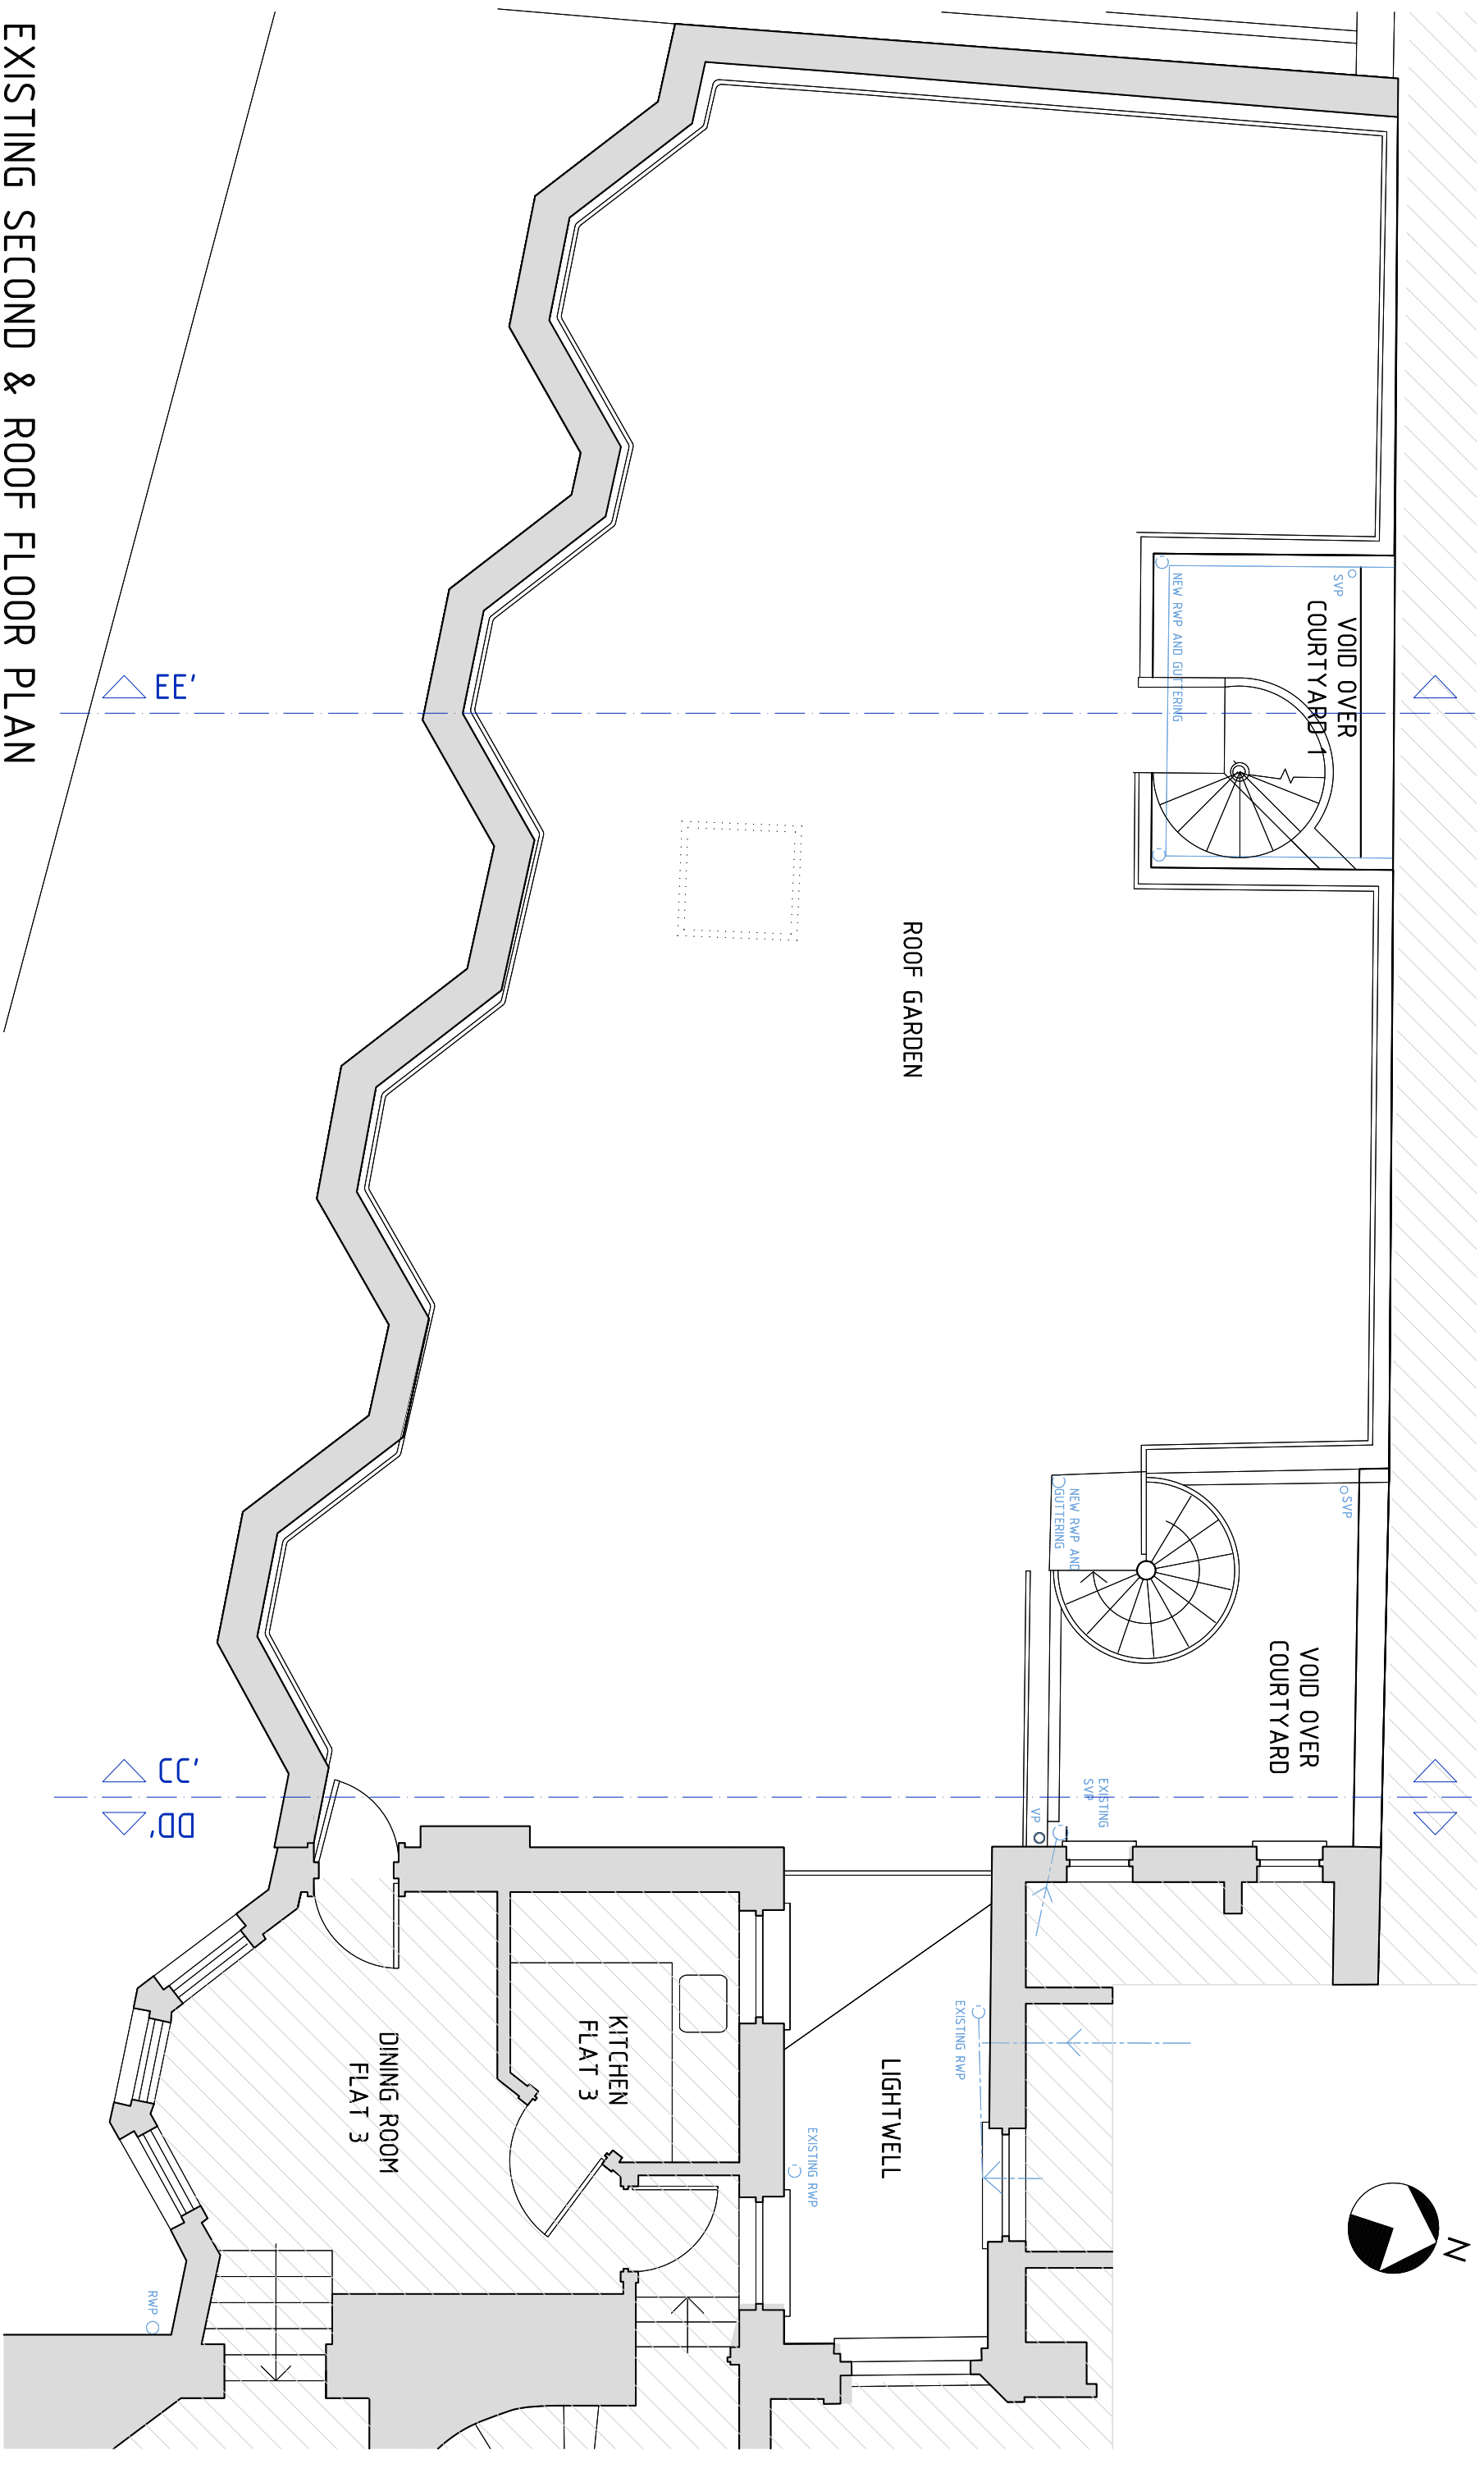 EXISTING SECOND & ROOF FLOOR PLAN
EE'
SVP
VOID OVER
COURTYARD 1
NEW RWP AND GUTTERING
ROOF GARDEN
SVP
NEW RWP AND
GUTTERING
VOID OVER
COURTYARD
CC'
DD'
EXISTING
SVP
VP
EXISTING RWP
KITCHEN
FLAT 3
DINING ROOM
FLAT 3
LIGHTWELL
EXISTING RWP
RWP
N